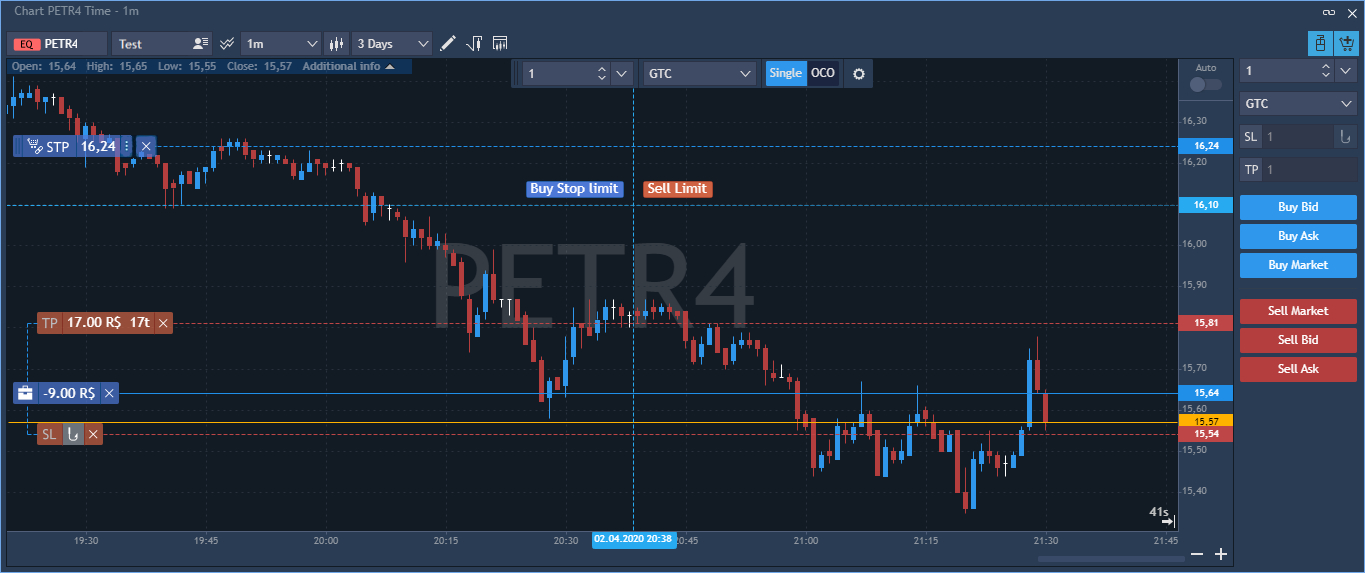 Chart PETR4 Time - 1m
EQ PETR4 Test 1m 3 Days
Open: 15,64 High: 15,65 Low: 15,55 Close: 15,57 Additional info
1 GTC Single OCO
Auto
1
GTC
SL 1
TP 1
Buy Bid
Buy Ask
Buy Market
Sell Market
Sell Bid
Sell Ask
16,30
STP 16,24
16,24
16,20
Buy Stop limit Sell Limit
16,10
16,00
PETR4
15,90
TP 17.00 R$ 17t
15,81
15,70
-9.00 R$
15,64
15,60
15,57
SL
15,54
15,50
15,40
41s
19:30 19:45 20:00 20:15 20:30 02.04.2020 20:38 20:45 21:00 21:15 21:30 21:45